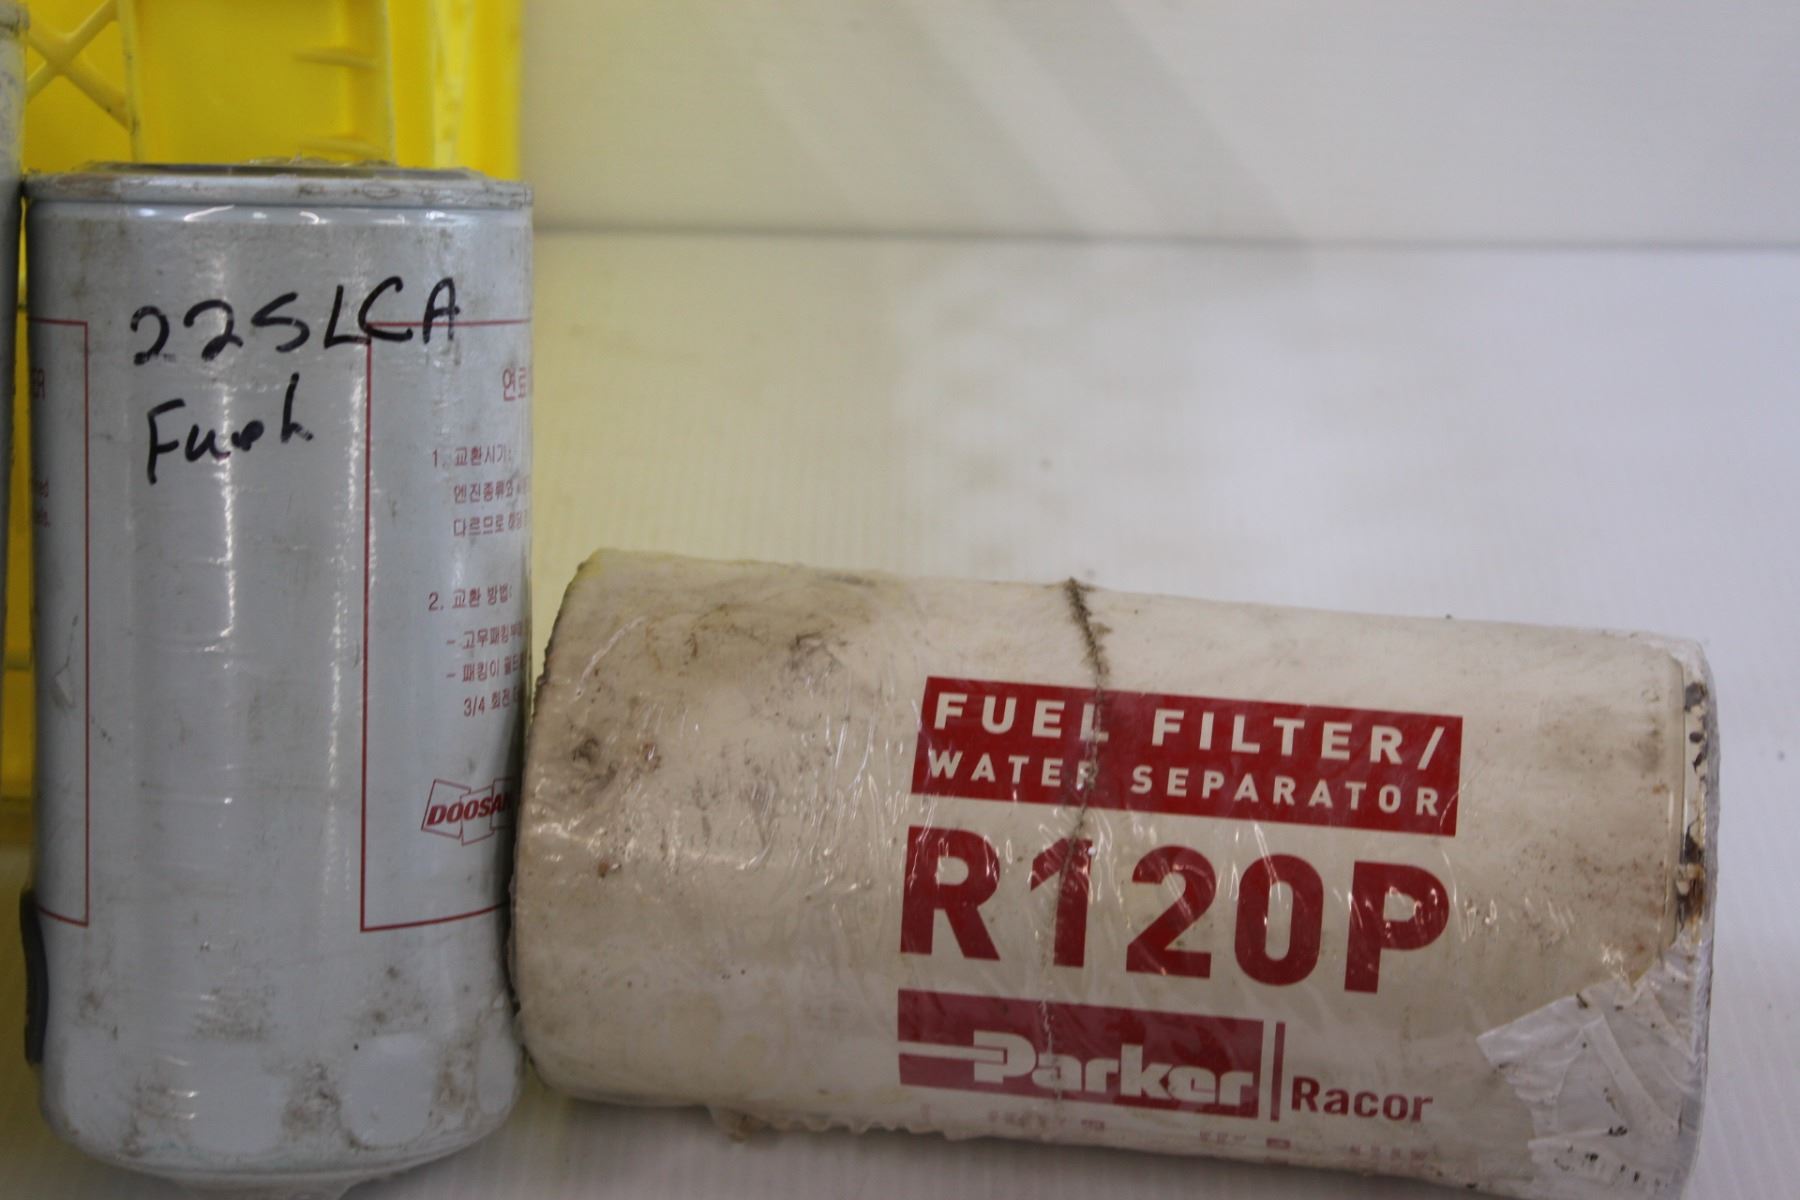 225LCA
Fuel
연료
1. 교환시기:
엔진종류와
다르므로
2. 교환 방법:
- 고무패킹
- 패킹이
3/4 회전
DOOSAN
FUEL FILTER/
WATER SEPARATOR
R120P
Parker
Racor